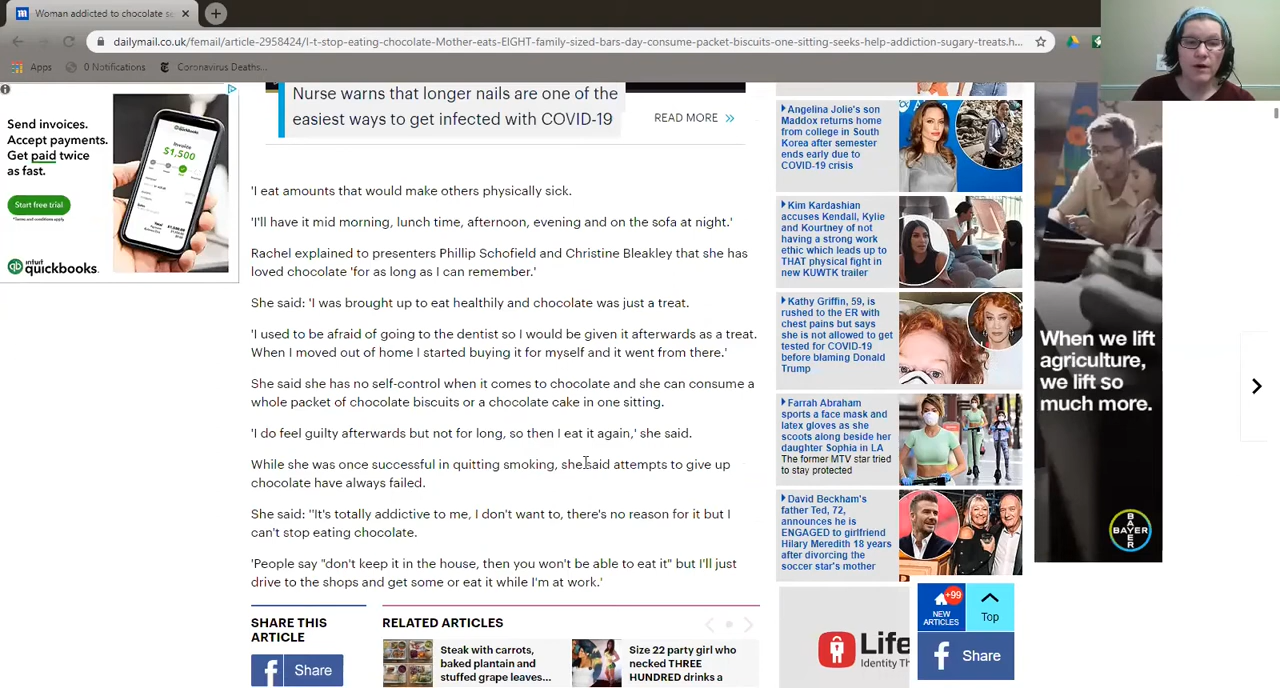 Woman addicted to chocolate se
dailymail.co.uk/femail/article-2958424/I-t-stop-eating-chocolate-Mother-eats-EIGHT-family-sized-bars-day-consume-packet-biscuits-one-sitting-seeks-help-addiction-sugary-treats.h...
Apps
0 Notifications
Coronavirus Deaths...
Send invoices.
Accept payments.
Get paid twice
as fast.
Start free trial
*Terms and conditions apply
Invoice
$1,500
intuit
quickbooks.
Nurse warns that longer nails are one of the
easiest ways to get infected with COVID-19
READ MORE
'I eat amounts that would make others physically sick.
'I'll have it mid morning, lunch time, afternoon, evening and on the sofa at night.'
Rachel explained to presenters Phillip Schofield and Christine Bleakley that she has
loved chocolate 'for as long as I can remember.'
She said: 'I was brought up to eat healthily and chocolate was just a treat.
'I used to be afraid of going to the dentist so I would be given it afterwards as a treat.
When I moved out of home I started buying it for myself and it went from there.'
She said she has no self-control when it comes to chocolate and she can consume a
whole packet of chocolate biscuits or a chocolate cake in one sitting.
'I do feel guilty afterwards but not for long, so then I eat it again,' she said.
While she was once successful in quitting smoking, she said attempts to give up
chocolate have always failed.
She said ''It's totally addictive to me, I don't want to, there's no reason for it but I
can't stop eating chocolate.
'People say "don't keep it in the house, then you won't be able to eat it" but I'll just
drive to the shops and get some or eat it while I'm at work.'
SHARE THIS
ARTICLE
Share
RELATED ARTICLES
Steak with carrots,
baked plantain and
stuffed grape leaves...
Size 22 party girl who
necked THREE
HUNDRED drinks a
Angelina Jolie's son
Maddox returns home
from college in South
Korea after semester
ends early due to
COVID-19 crisis
Kim Kardashian
accuses Kendall, Kylie
and Kourtney of not
having a strong work
ethic which leads up to
THAT physical fight in
new KUWTK trailer
Kathy Griffin, 59, is
rushed to the ER with
chest pains but says
she is not allowed to get
tested for COVID-19
before blaming Donald
Trump
Farrah Abraham
sports a face mask and
latex gloves as she
scoots along beside her
daughter Sophia in LA
The former MTV star tried
to stay protected
David Beckham's
father Ted, 72,
announces he is
ENGAGED to girlfriend
Hilary Meredith 18 years
after divorcing the
soccer star's mother
Life
Identity Th
+99
NEW
ARTICLES
Top
Share
When we lift
agriculture,
we lift so
much more.
BAYER
BAYER